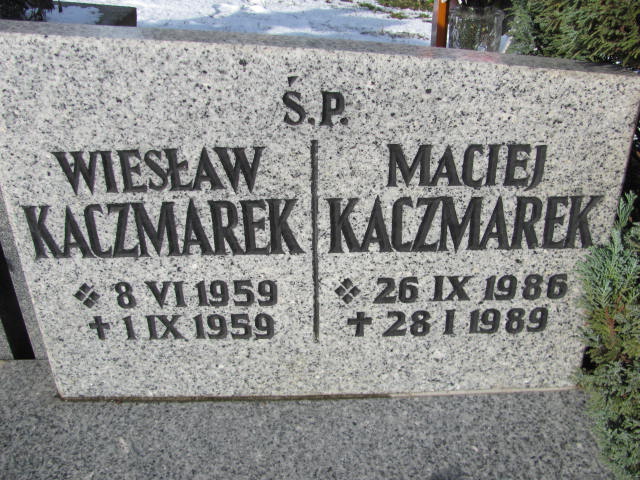 Ś.P.
WIESŁAW
KACZMAREK
8 VI 1959
1 IX 1959
MACIEJ
KACZMAREK
26 IX 1986
28 I 1989